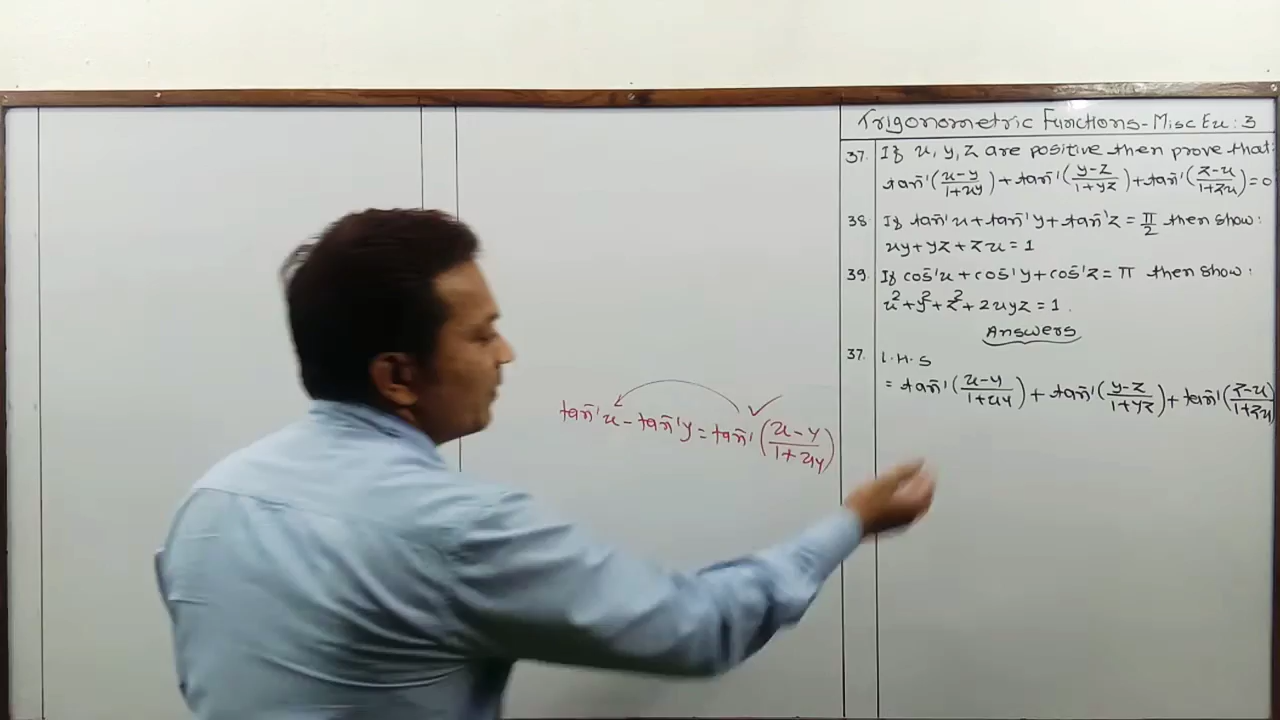 Trigonometric Functions - Misc Ex: 3
37. If x, y, z are positive then prove that:
tan⁻¹((x-y)/(1+xy)) + tan⁻¹((y-z)/(1+yz)) + tan⁻¹((z-x)/(1+zx)) = 0
38 If tan⁻¹x + tan⁻¹y + tan⁻¹z = π/2 then show:
xy + yz + zx = 1
39. If cos⁻¹x + cos⁻¹y + cos⁻¹z = π then show:
x² + y² + z² + 2xyz = 1.
Answers
37. L.H.S
= tan⁻¹((x-y)/(1+xy)) + tan⁻¹((y-z)/(1+yz)) + tan⁻¹((z-x)/(1+zx))
tan⁻¹x - tan⁻¹y = tan⁻¹((x-y)/(1+xy))